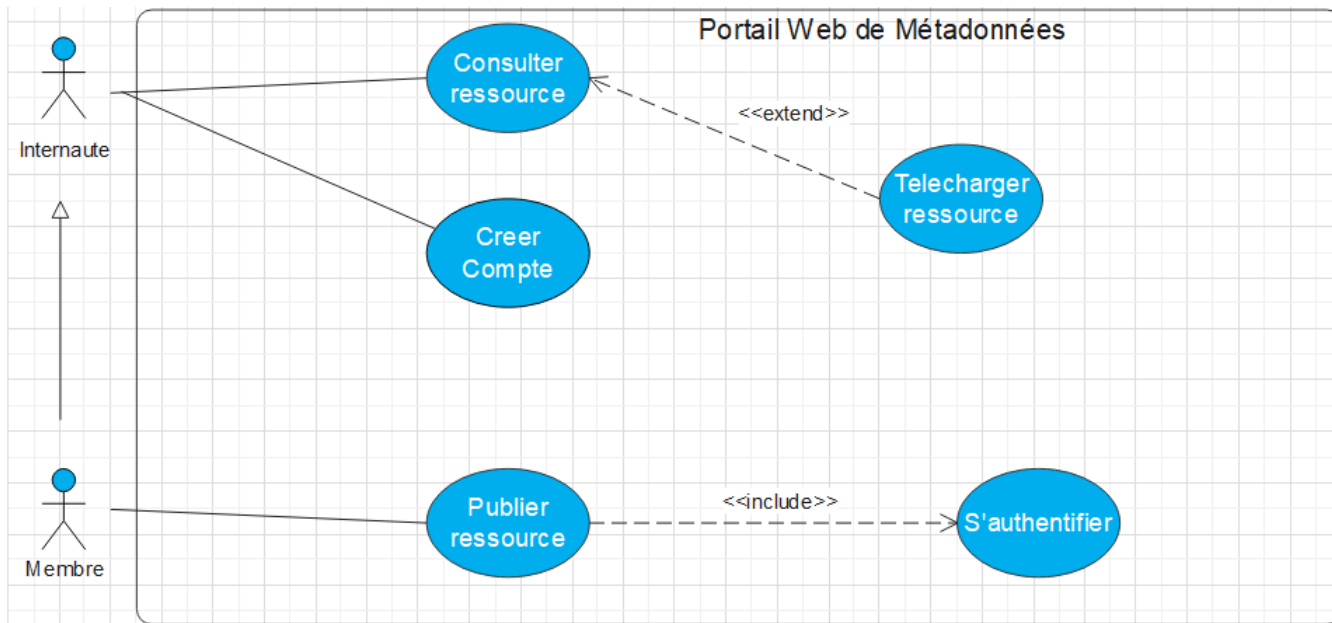 Portail Web de Métadonnées
Consulter
ressource
<<extend>>
Internaute
Telecharger
ressource
Creer
Compte
Publier
ressource
<<include>>
S'authentifier
Membre